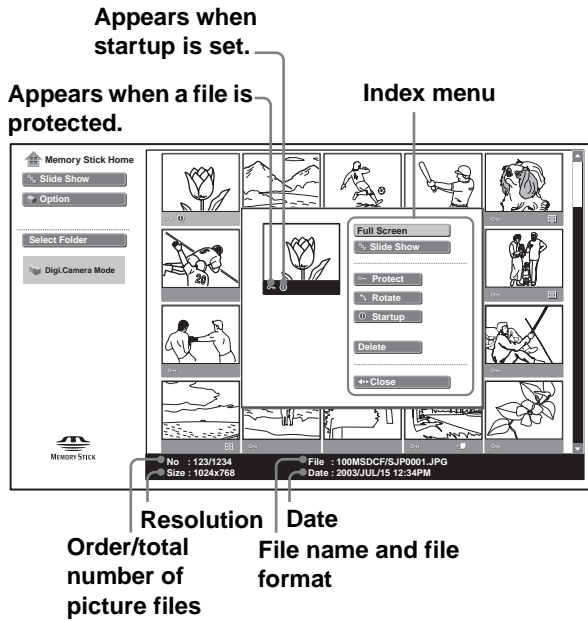 Appears when
startup is set.
Appears when a file is
protected.
Index menu
Memory Stick Home
Slide Show
Option
Select Folder
Digi.Camera Mode
20
Full Screen
Slide Show
Protect
Rotate
Startup
Delete
Close
MEMORY STICK
No : 123/1234
File : 100MSDCF/SJP0001.JPG
Size : 1024x768
Date : 2003/JUL/15 12:34PM
Resolution
Date
Order/total
number of
picture files
File name and file
format